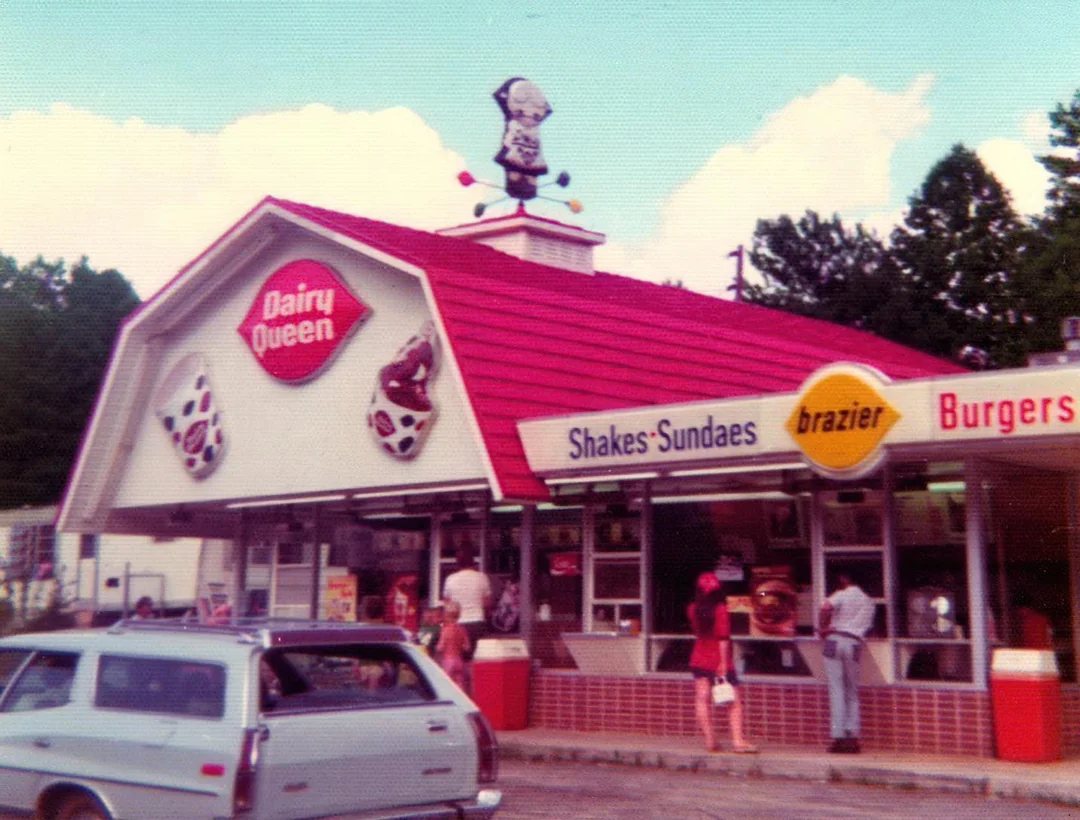 Dairy
Queen
Shakes·Sundaes
brazier
Burgers